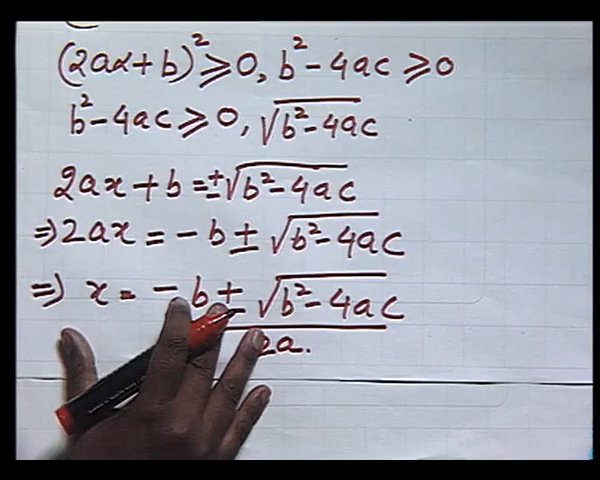 (2aα+b)² ≥ 0, b² - 4ac ≥ 0
b² - 4ac ≥ 0, √b² - 4ac
2ax + b = ±√b² - 4ac
⇒ 2ax = - b ± √b² - 4ac
⇒ x = - b ± √b² - 4ac
2a.